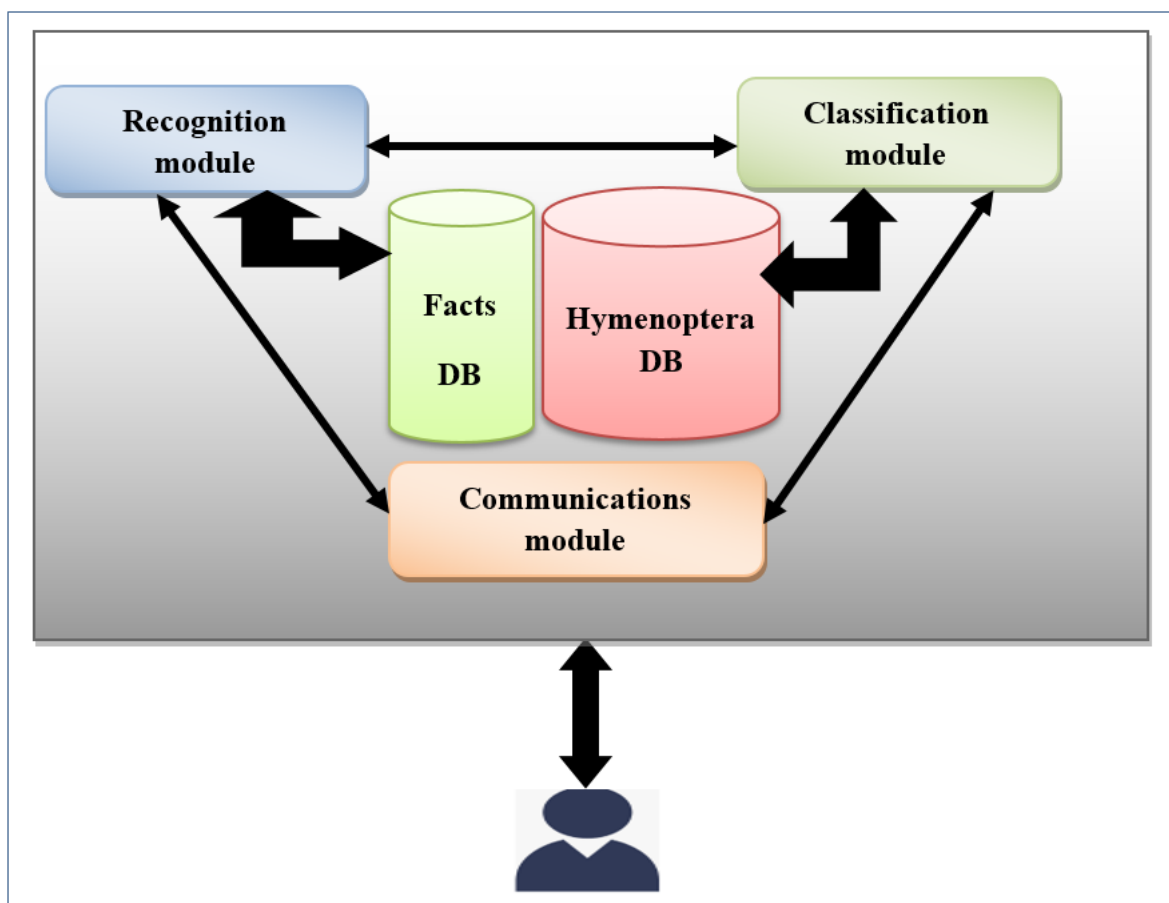 Recognition
module
Classification
module
Facts
DB
Hymenoptera
DB
Communications
module